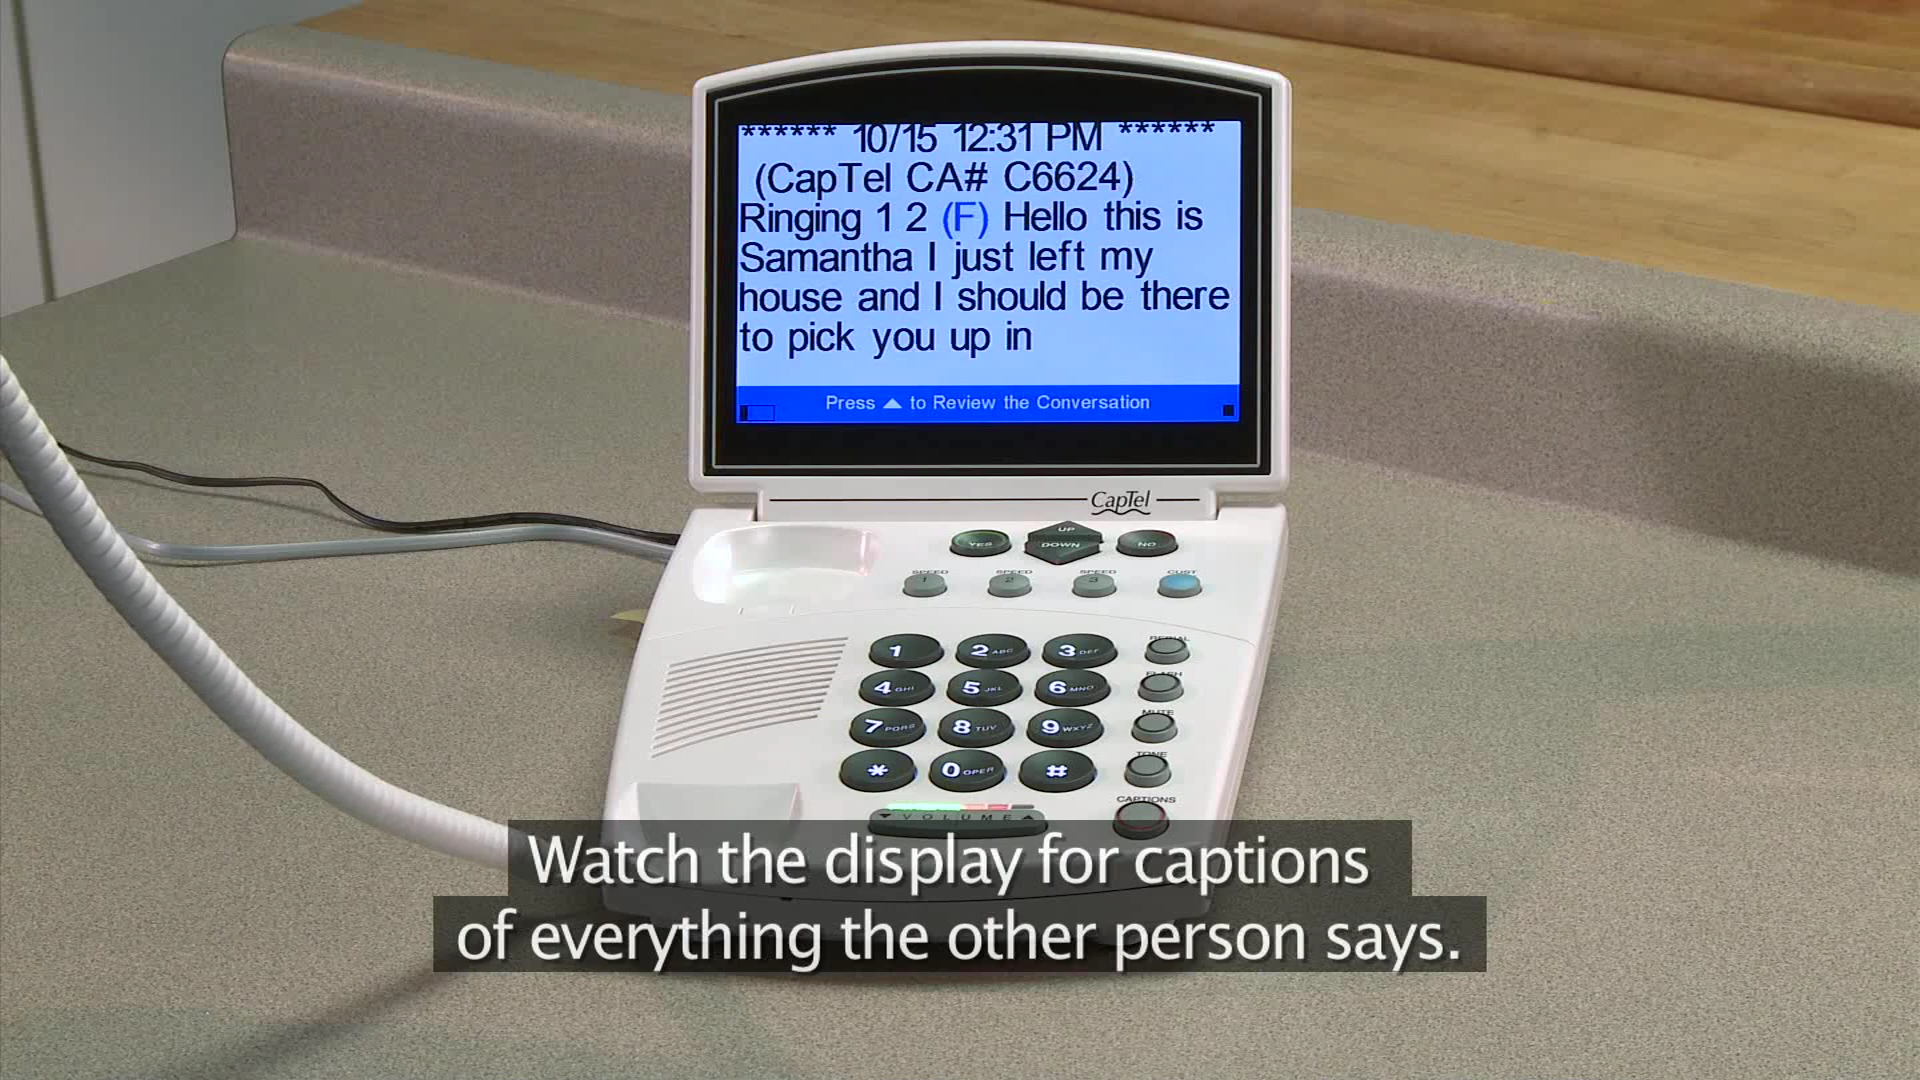 ****** 10/15 12:31 PM ******
(CapTel CA# C6624)
Ringing 1 2 (F) Hello this is
Samantha I just left my
house and I should be there
to pick you up in
Press ▲ to Review the Conversation
CapTel
YES
UP
DOWN
NO
SPEED 1
SPEED 2
SPEED 3
CUST
1
2 ABC
3 DEF
REDIAL
4 GHI
5 JKL
6 MNO
FLASH
7 PQRS
8 TUV
9 WXYZ
MUTE
*
0 OPER
#
TONE
▼ VOLUME ▲
CAPTIONS
Watch the display for captions
of everything the other person says.